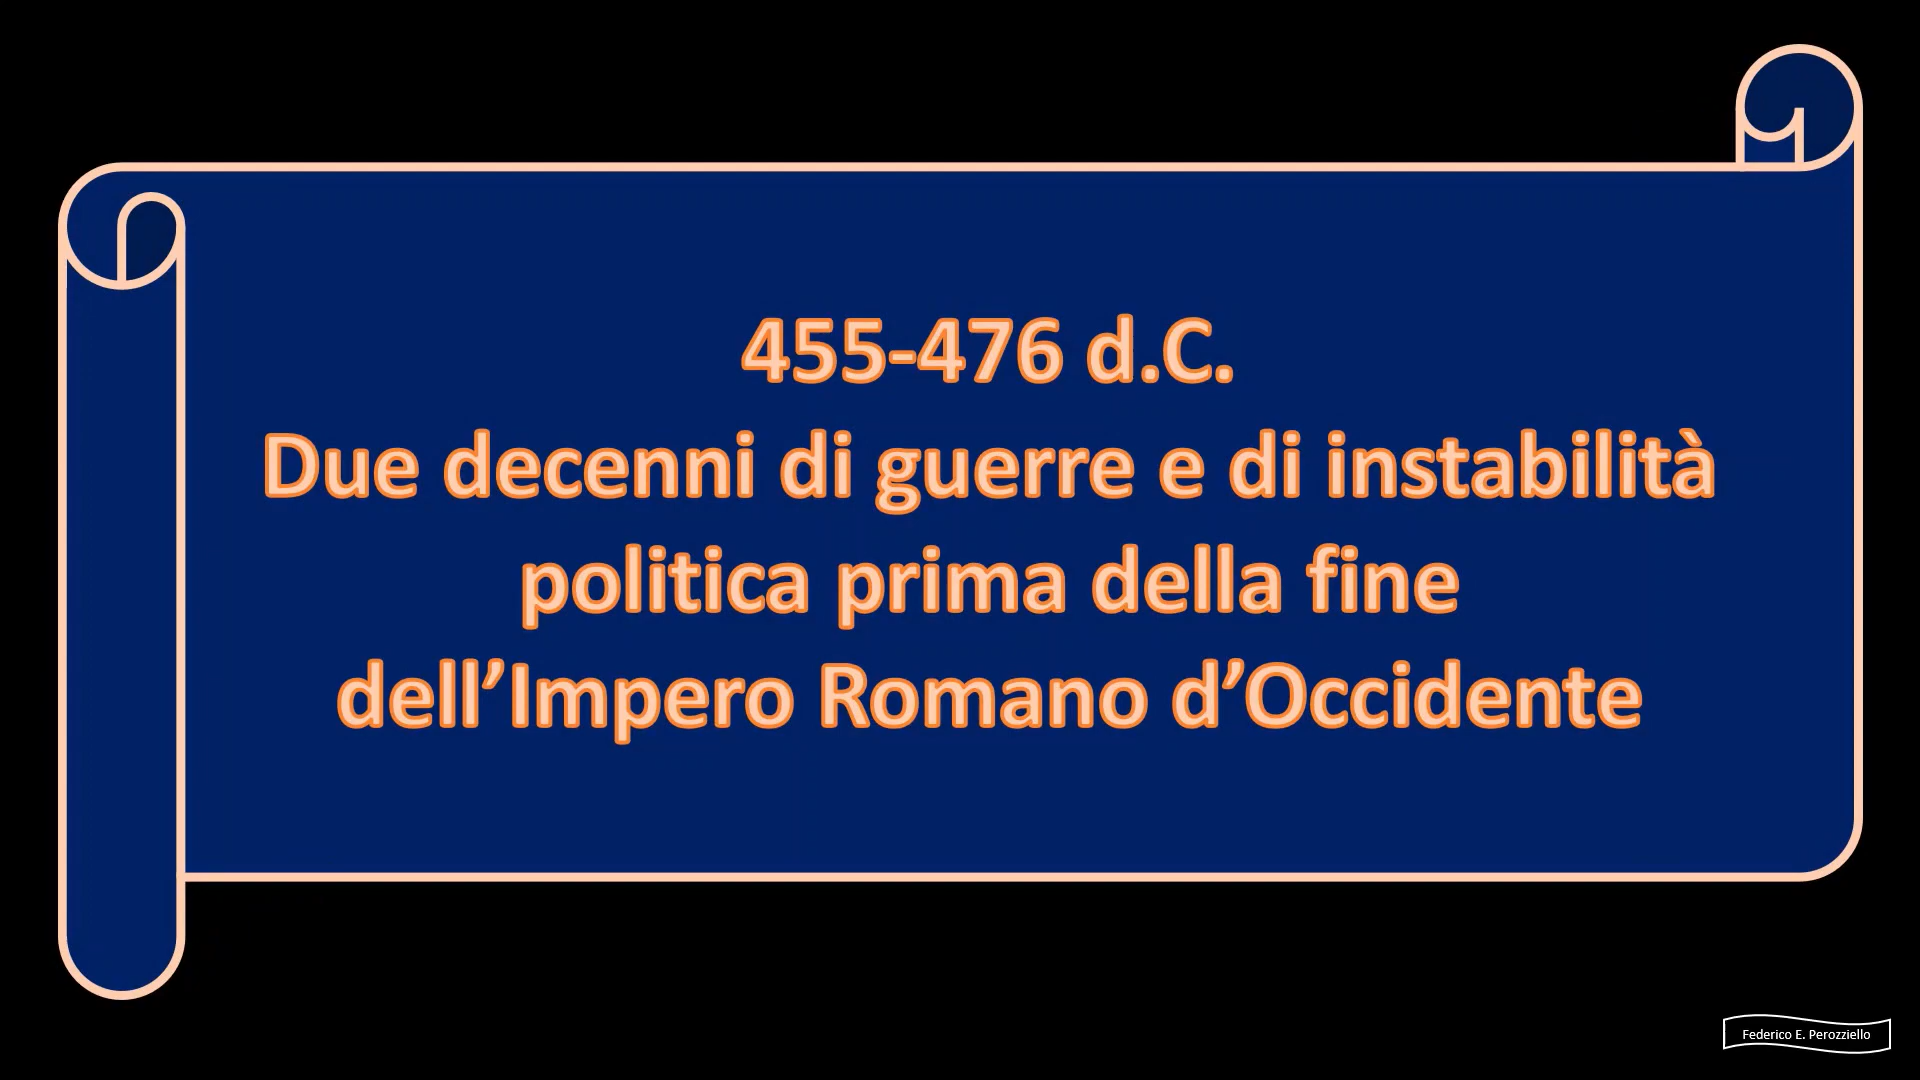 455-476 d.C.
Due decenni di guerre e di instabilità
politica prima della fine
dell’Impero Romano d’Occidente
Federico E. Perozziello